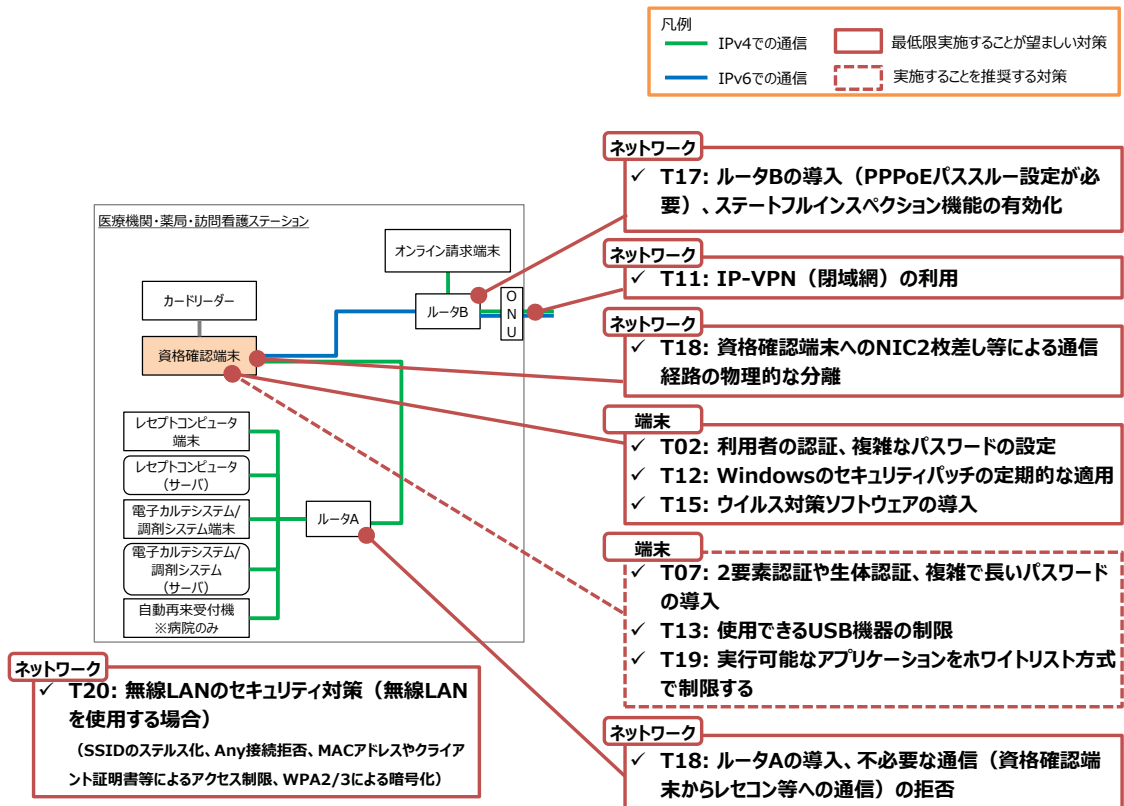 凡例
IPv4での通信
最低限実施することが望ましい対策
IPv6での通信
実施することを推奨する対策
ネットワーク
✓ T17: ルータBの導入（PPPoEパススルー設定が必
要）、ステートフルインスペクション機能の有効化
医療機関・薬局・訪問看護ステーション
オンライン請求端末
ネットワーク
✓ T11: IP-VPN（閉域網）の利用
カードリーダー
ルータB
O
N
U
資格確認端末
ネットワーク
✓ T18: 資格確認端末へのNIC2枚差し等による通信
経路の物理的な分離
レセプトコンピュータ
端末
レセプトコンピュータ
（サーバ）
電子カルテシステム/
調剤システム端末
ルータA
電子カルテシステム/
調剤システム
（サーバ）
自動再来受付機
※病院のみ
端末
✓ T02: 利用者の認証、複雑なパスワードの設定
✓ T12: Windowsのセキュリティパッチの定期的な適用
✓ T15: ウイルス対策ソフトウェアの導入
端末
✓ T07: 2要素認証や生体認証、複雑で長いパスワード
の導入
✓ T13: 使用できるUSB機器の制限
✓ T19: 実行可能なアプリケーションをホワイトリスト方式
で制限する
ネットワーク
✓ T20: 無線LANのセキュリティ対策（無線LAN
を使用する場合）
（SSIDのステルス化、Any接続拒否、MACアドレスやクライア
ント証明書等によるアクセス制限、WPA2/3による暗号化）
ネットワーク
✓ T18: ルータAの導入、不必要な通信（資格確認端
末からレセコン等への通信）の拒否